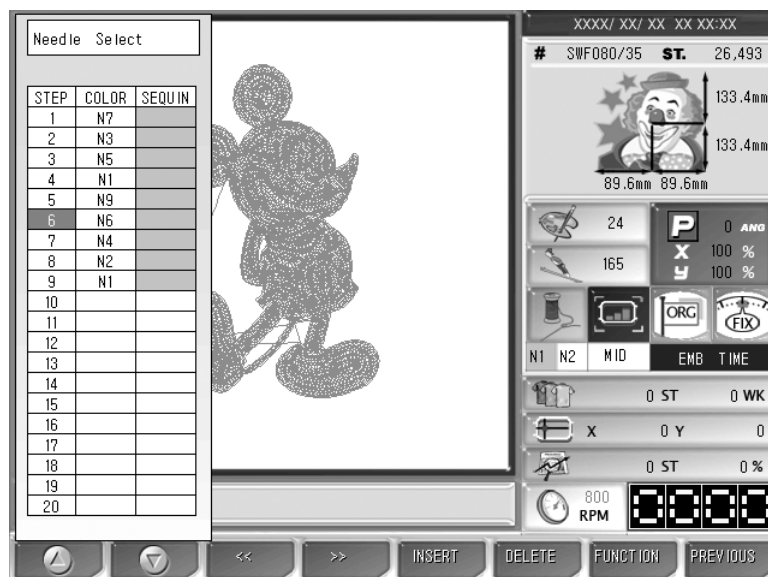 Needle Select
STEP COLOR SEQUIN
1 N7
2 N3
3 N5
4 N1
5 N9
6 N6
7 N4
8 N2
9 N1
10
11
12
13
14
15
16
17
18
19
20
XXXX/ XX/ XX XX XX:XX
# SWF080/35 ST. 26,493
133.4mm
133.4mm
89.6mm 89.6mm
24 P 0 ANG
X 100 %
165 Y 100 %
ORG FIX
N1 N2 MID EMB TIME
0 ST 0 WK
X 0 Y 0
0 ST 0 %
800 RPM 0000
<< >> INSERT DELETE FUNCTION PREVIOUS